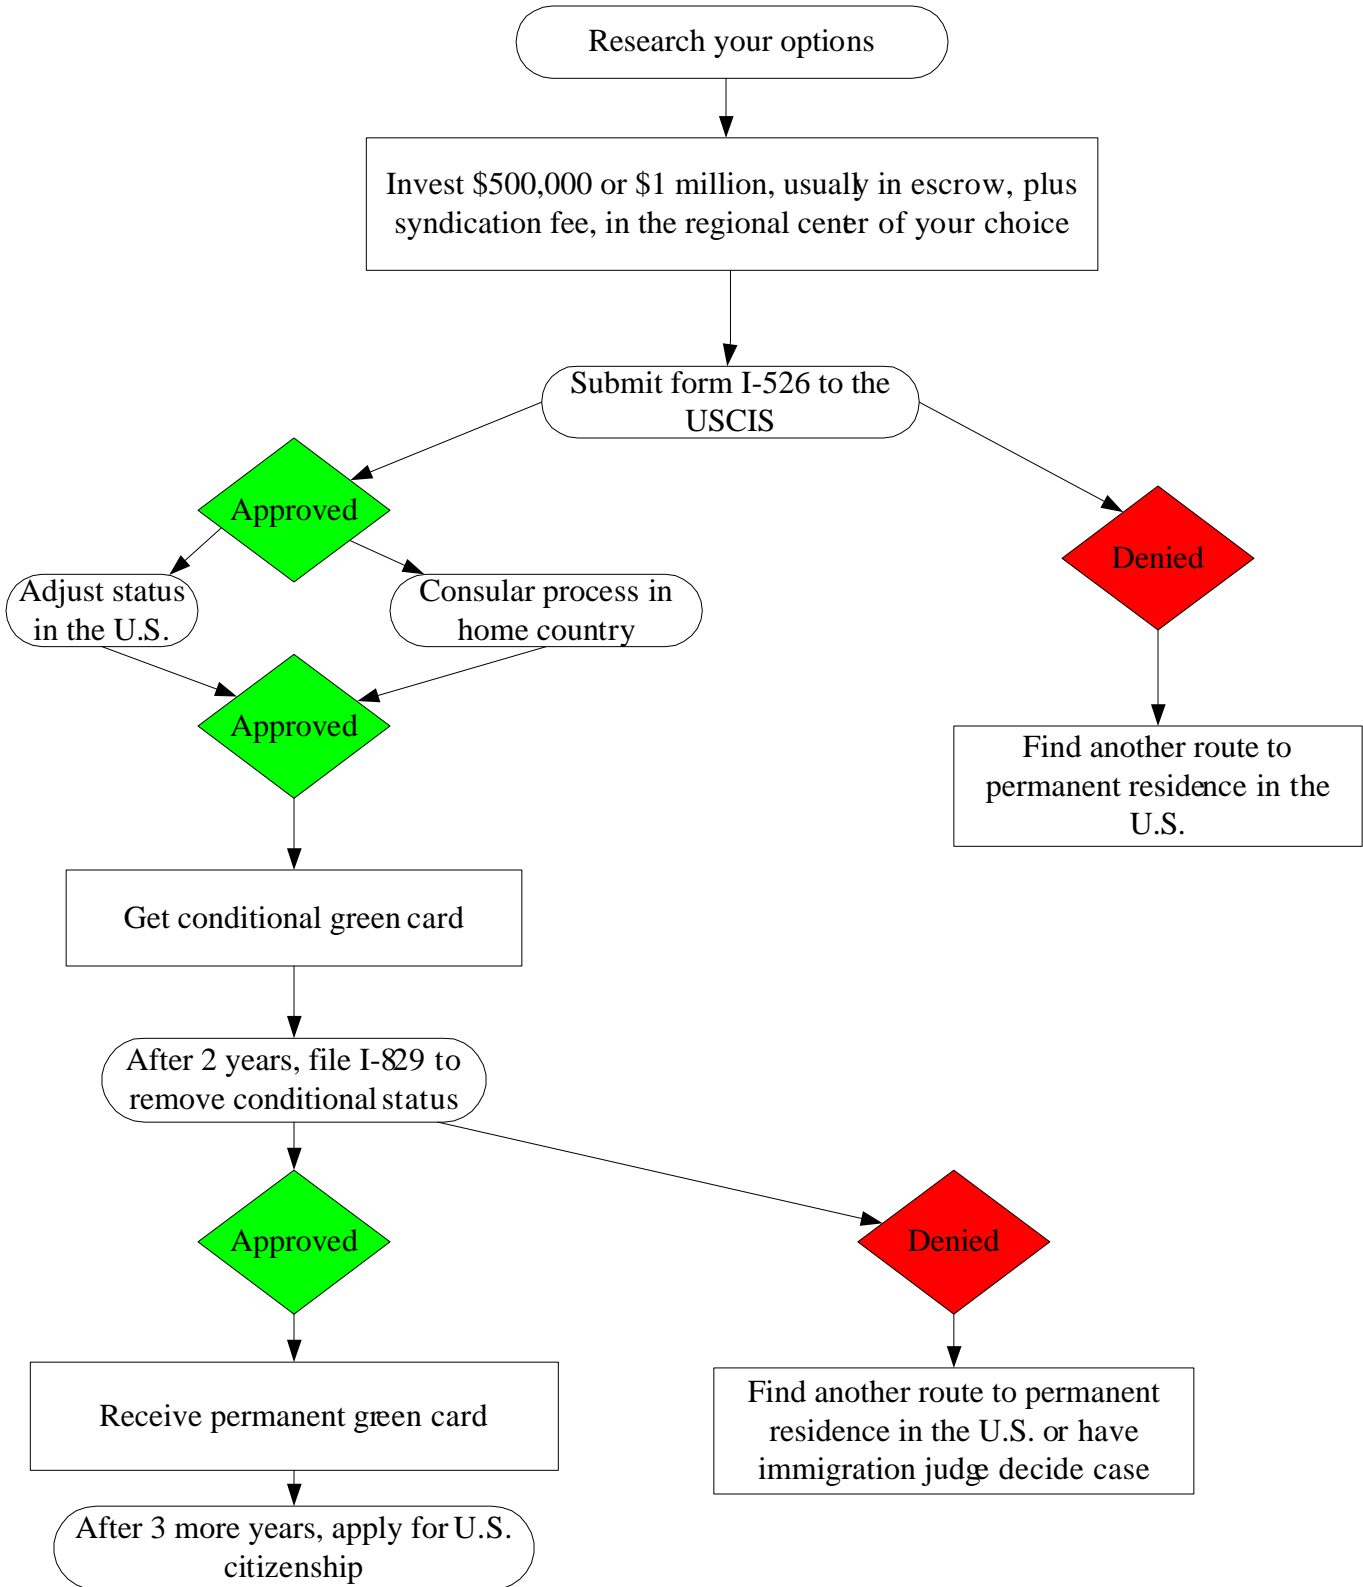 Research your options
Invest $500,000 or $1 million, usually in escrow, plus
syndication fee, in the regional center of your choice
Submit form I-526 to the
USCIS
Approved
Denied
Adjust status
in the U.S.
Consular process in
home country
Approved
Find another route to
permanent residence in the
U.S.
Get conditional green card
After 2 years, file I-829 to
remove conditional status
Approved
Denied
Receive permanent green card
Find another route to permanent
residence in the U.S. or have
immigration judge decide case
After 3 more years, apply for U.S.
citizenship